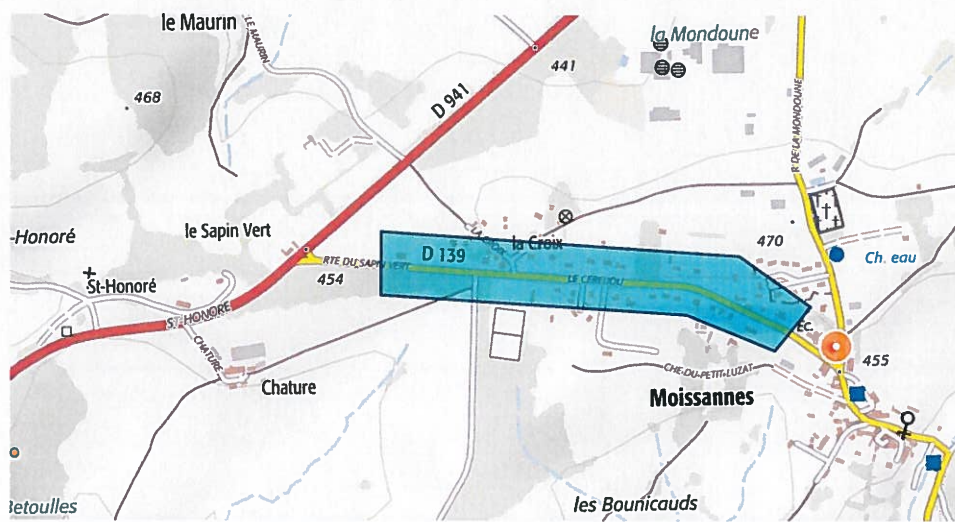 le Maurin
LE MAURIN
la Mondoune
441
D 941
468
R DE LA MONDOUNE
-Honoré
le Sapin Vert
la Croix
470
D 139
RTE DU SAPIN VERT
454
Ch. eau
St-Honoré
LE CEREJOU
ST-HONORE
EC.
CHATURE
455
CHE-DU-PETIT-LUZAT
Chature
Moissannes
Betoulles
les Bounicauds